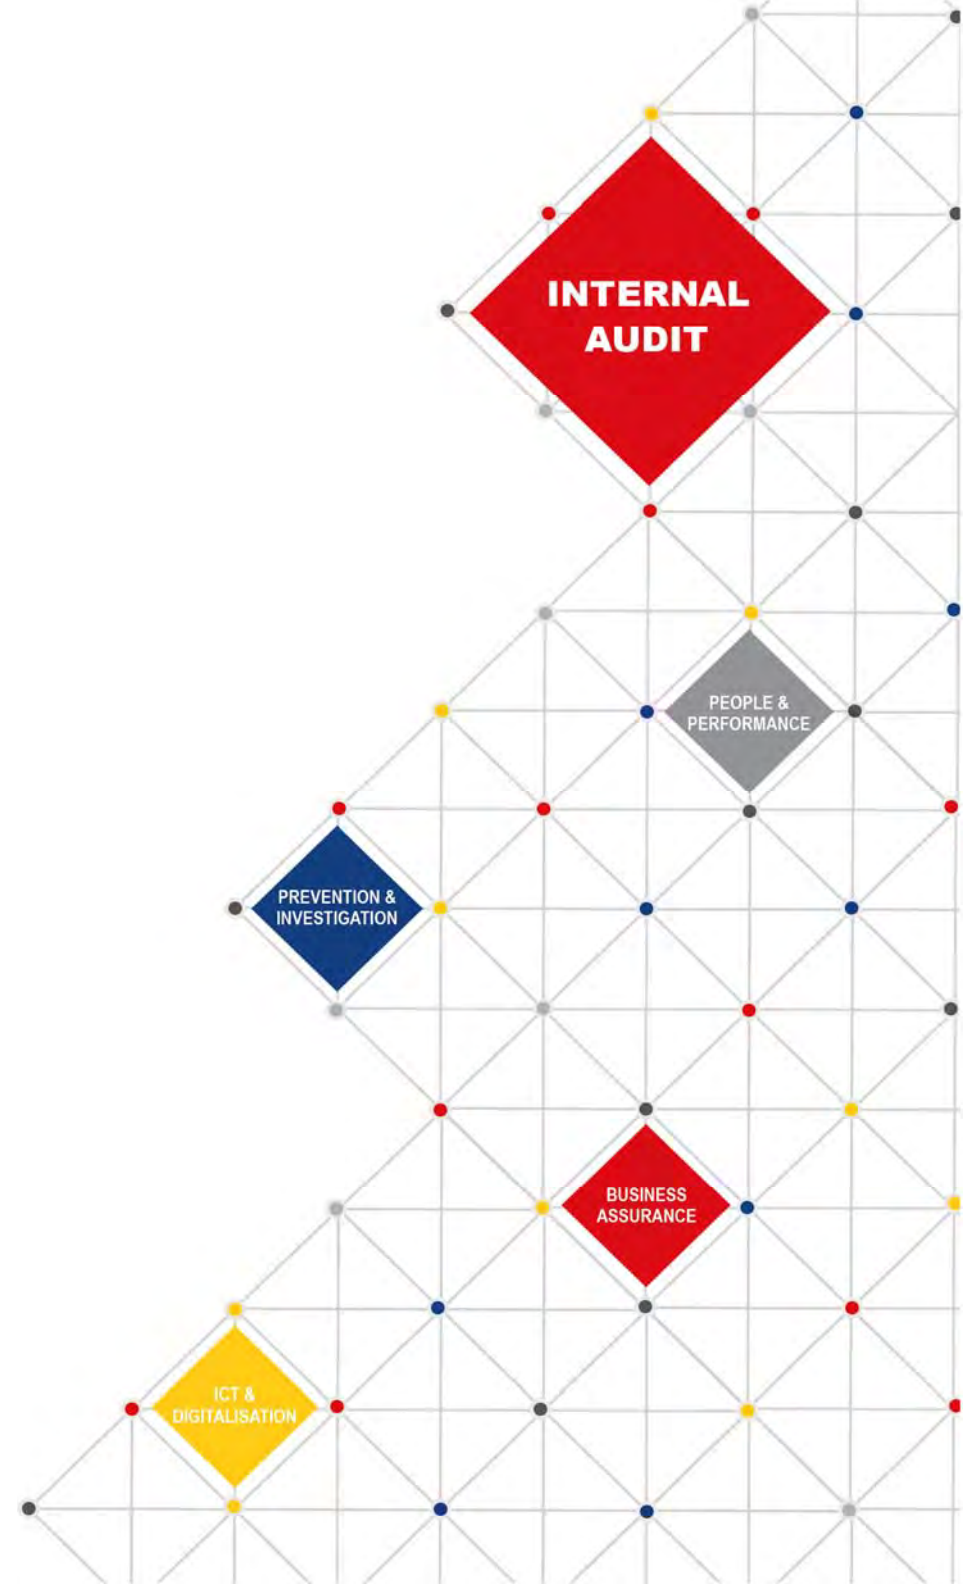 INTERNAL
AUDIT
PEOPLE &
PERFORMANCE
PREVENTION &
INVESTIGATION
BUSINESS
ASSURANCE
ICT &
DIGITALISATION